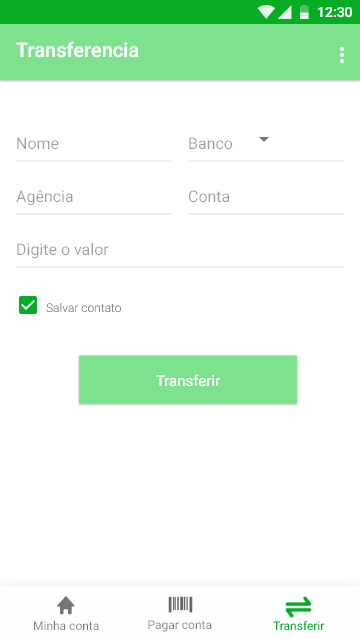 12:30
Transferencia
Nome
Banco
Agência
Conta
Digite o valor
Salvar contato
Transferir
Minha conta
Pagar conta
Transferir